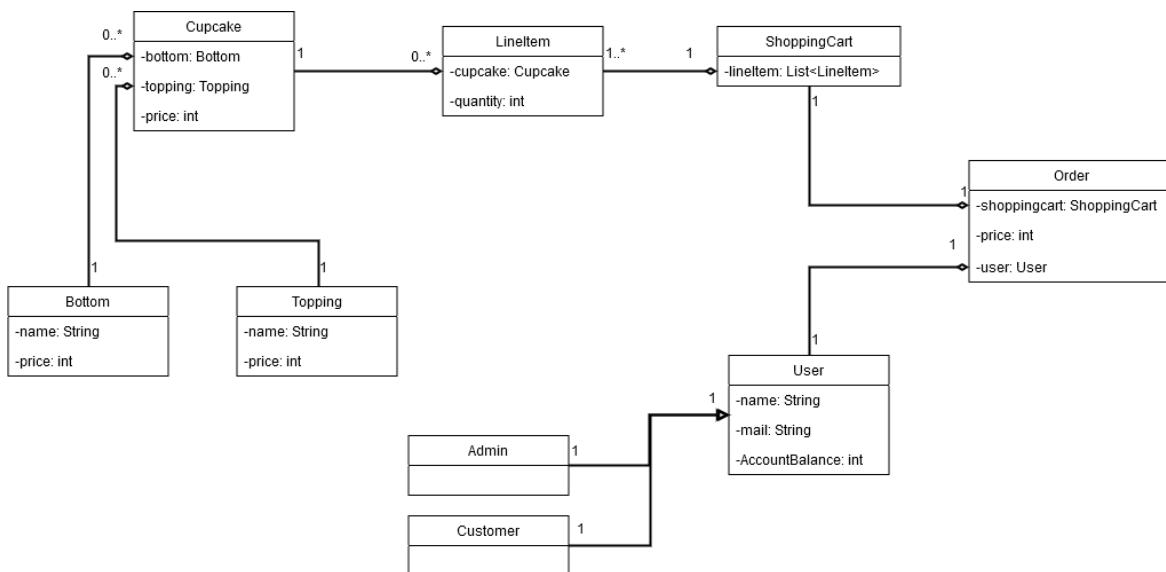 Cupcake
-bottom: Bottom
-topping: Topping
-price: int
0..*
0..*
1
0..*
LineItem
-cupcake: Cupcake
-quantity: int
1..*
1
ShoppingCart
-lineItem: List<LineItem>
1
1
Order
-shoppingcart: ShoppingCart
-price: int
-user: User
1
1
1
1
Bottom
-name: String
-price: int
Topping
-name: String
-price: int
User
-name: String
-mail: String
-AccountBalance: int
1
Admin
1
Customer
1